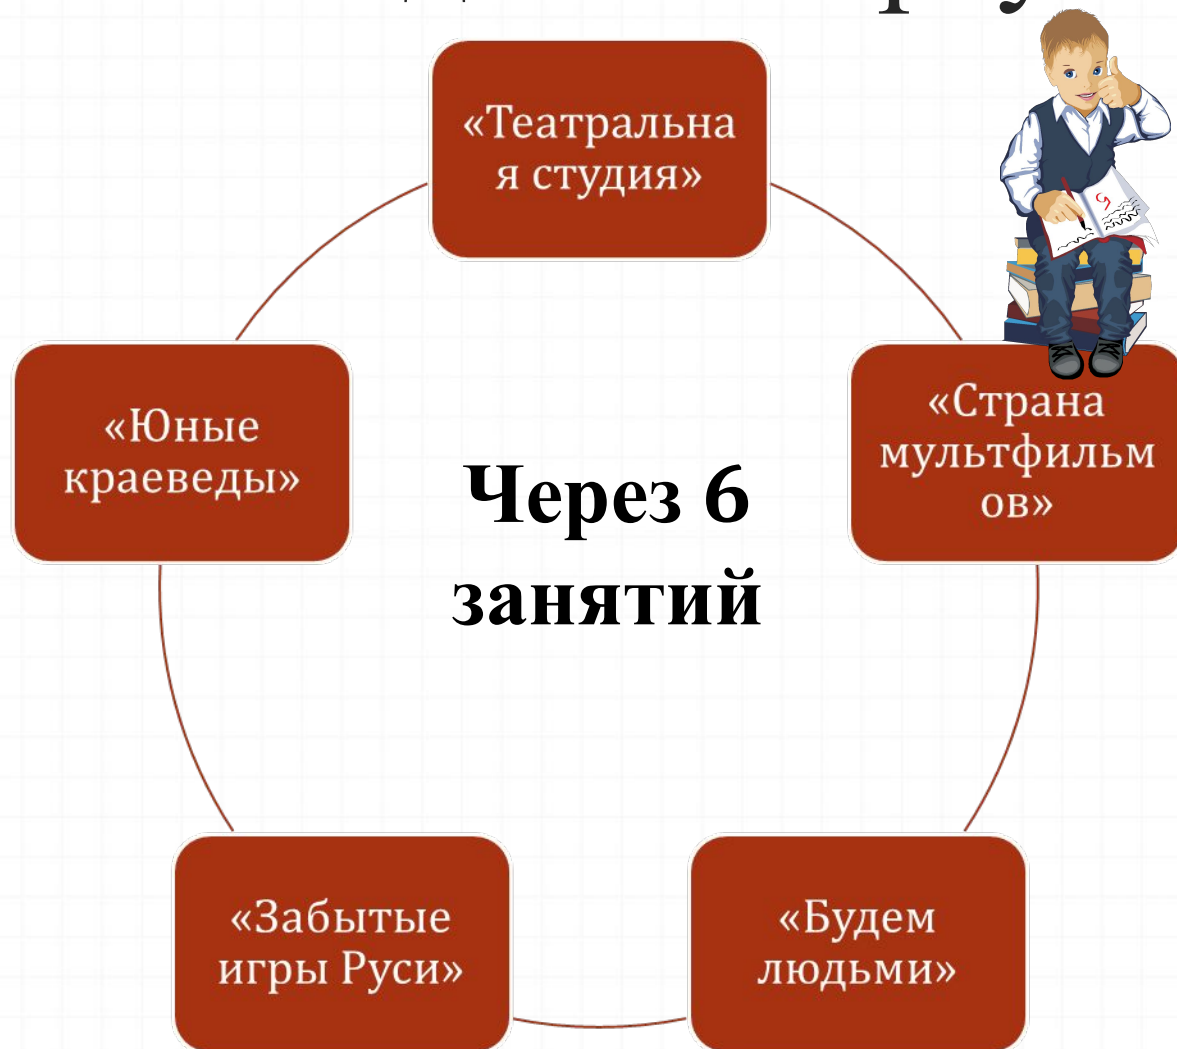 «Театральна
я студия»
«Юные
краеведы»
«Страна
мультфильм
ов»
Через 6
занятий
«Забытые
игры Руси»
«Будем
людьми»